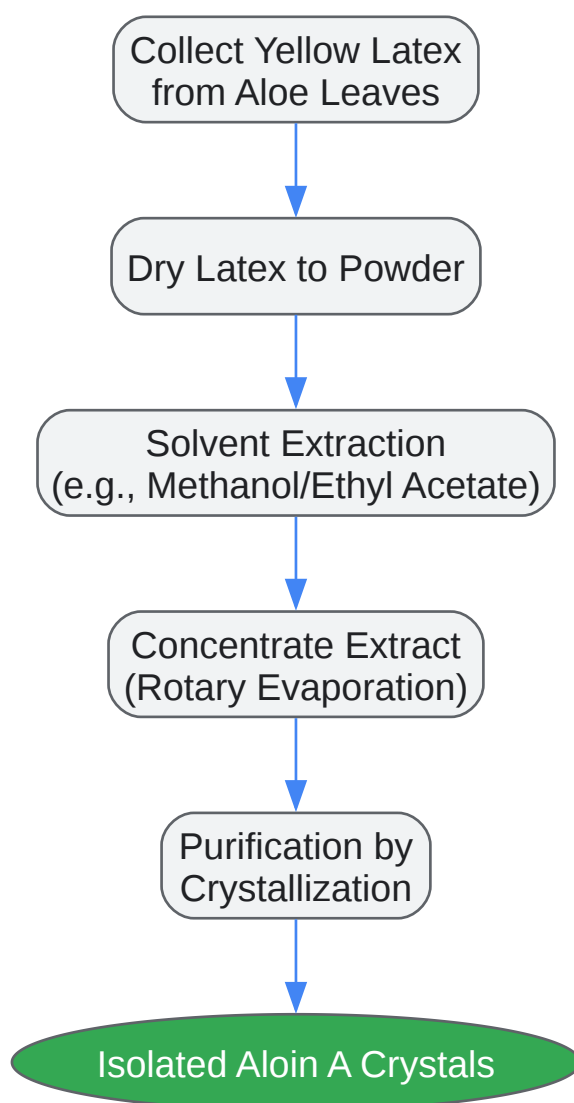 Collect Yellow Latex
from Aloe Leaves
Dry Latex to Powder
Solvent Extraction
(e.g., Methanol/Ethyl Acetate)
Concentrate Extract
(Rotary Evaporation)
Purification by
Crystallization
Isolated Aloin A Crystals